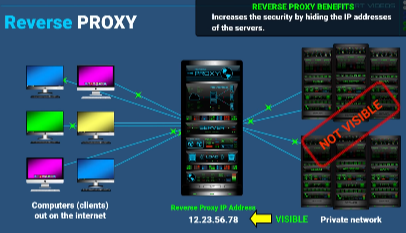 REVERSE PROXY BENEFITS
Increases the security by hiding the IP addresses
of the servers.
Reverse PROXY
PROXY
NOT VISIBLE
Computers (clients)
out on the internet
Reverse Proxy IP Address
12.23.56.78
VISIBLE
Private network